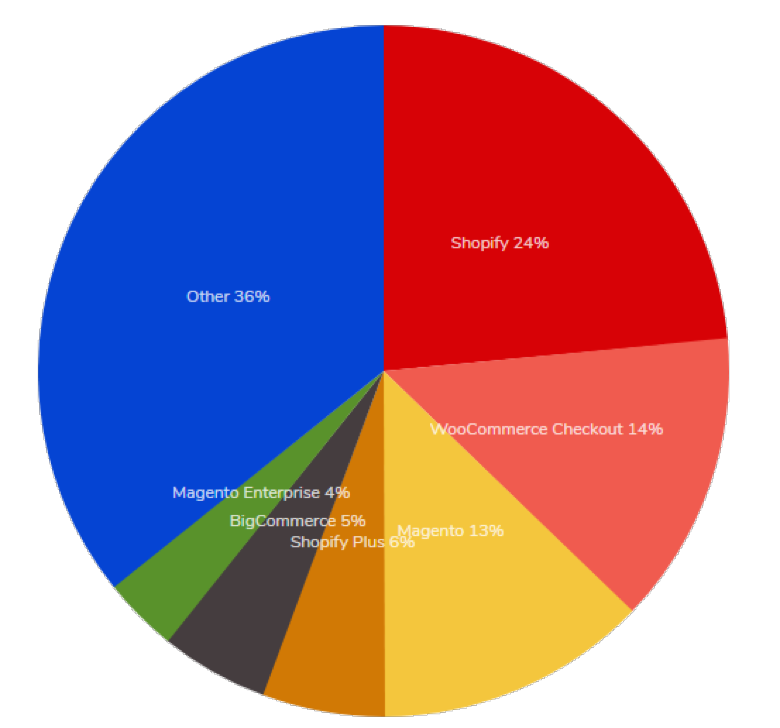 Shopify 24%
Other 36%
WooCommerce Checkout 14%
Magento Enterprise 4%
BigCommerce 5%
Magento 13%
Shopify Plus 6%